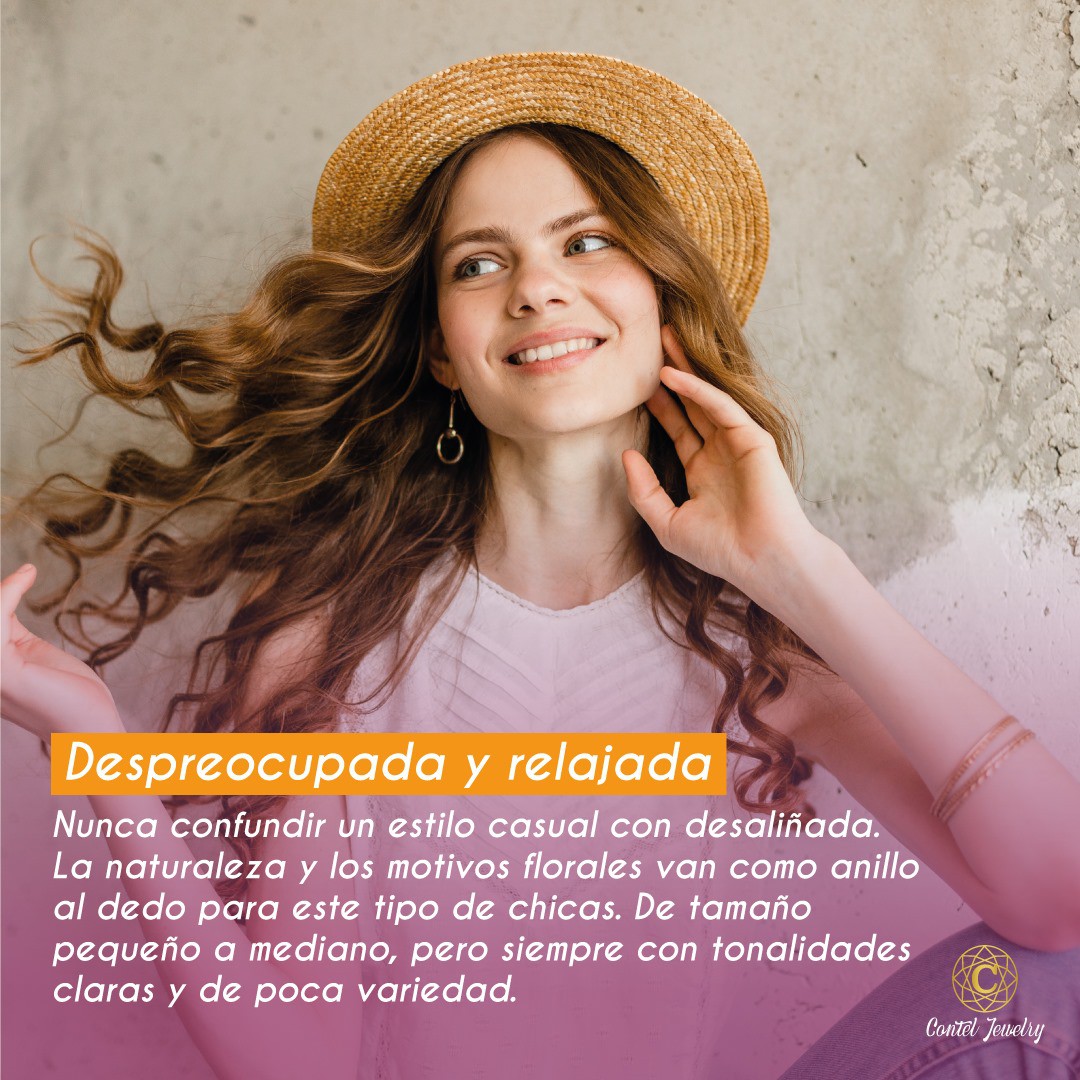 Despreocupada y relajada
Nunca confundir un estilo casual con desaliñada.
La naturaleza y los motivos florales van como anillo
al dedo para este tipo de chicas. De tamaño
pequeño a mediano, pero siempre con tonalidades
claras y de poca variedad.
C
Contel Jewelry